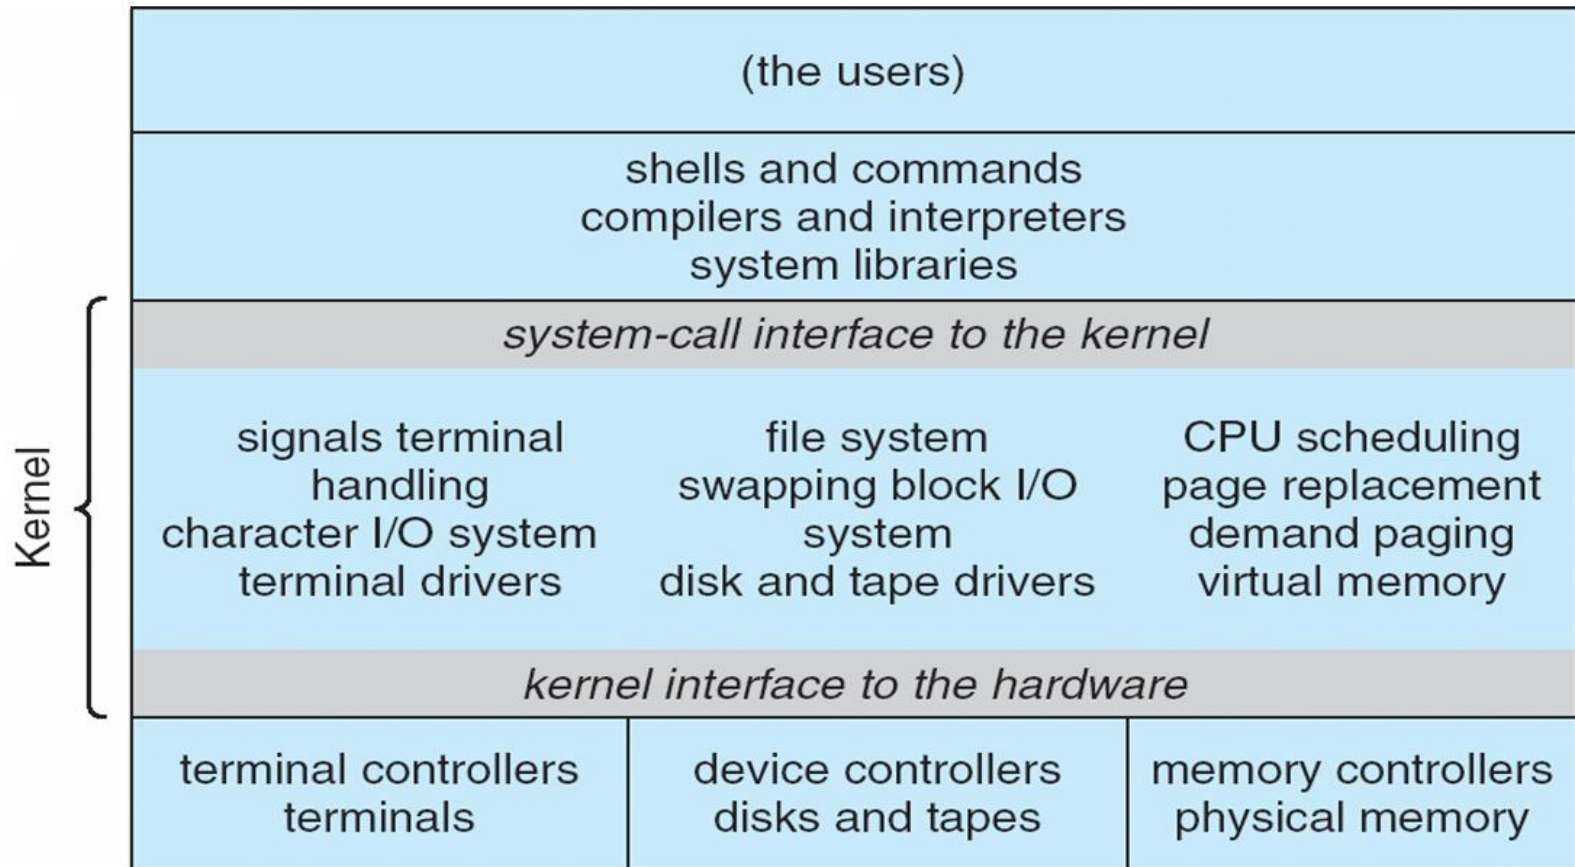 (the users)
shells and commands
compilers and interpreters
system libraries
Kernel
system-call interface to the kernel
signals terminal
handling
character I/O system
terminal drivers
file system
swapping block I/O
system
disk and tape drivers
CPU scheduling
page replacement
demand paging
virtual memory
kernel interface to the hardware
terminal controllers
terminals
device controllers
disks and tapes
memory controllers
physical memory